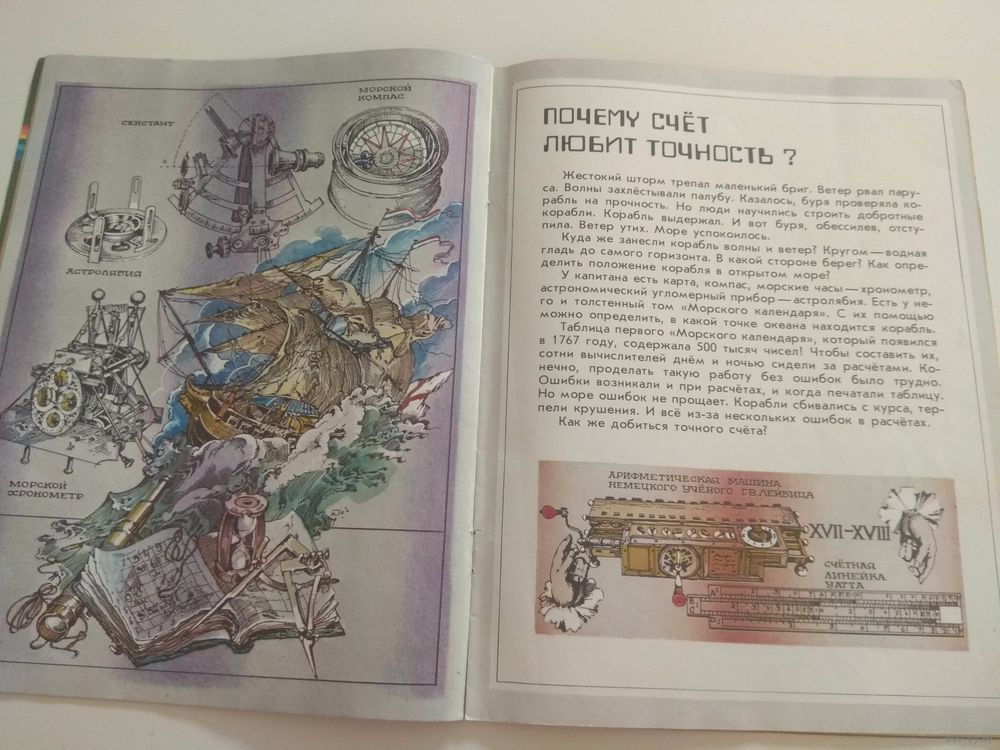 МОРСКОЙ
КОМПАС
СЕКСТАНТ
АСТРОЛЯБИЯ
МОРСКОЙ
ХРОНОМЕТР
ПОЧЕМУ СЧЁТ
ЛЮБИТ ТОЧНОСТЬ ?
Жестокий шторм трепал маленький бриг. Ветер рвал пару-
са. Волны захлёстывали палубу. Казалось, буря проверяла ко-
рабль на прочность. Но люди научились строить добротные
корабли. Корабль выдержал. И вот буря, обессилев, отсту-
пила. Ветер утих. Море успокоилось.
Куда же занесли корабль волны и ветер? Кругом — водная
гладь до самого горизонта. В какой стороне берег? Как опре-
делить положение корабля в открытом море?
У капитана есть карта, компас, морские часы — хронометр,
астрономический угломерный прибор — астролябия. Есть у не-
го и толстенный том «Морского календаря». С их помощью
можно определить, в какой точке океана находится корабль.
Таблица первого «Морского календаря», который появился
в 1767 году, содержала 500 тысяч чисел! Чтобы составить их,
сотни вычислителей днём и ночью сидели за расчётами. Ко-
нечно, проделать такую работу без ошибок было трудно.
Ошибки возникали и при расчётах, и когда печатали таблицу.
Но море ошибок не прощает. Корабли сбивались с курса, тер-
пели крушения. И всё из-за нескольких ошибок в расчётах.
Как же добиться точного счёта?
АРИФМЕТИЧЕСКАЯ МАШИНА
НЕМЕЦКОГО УЧЁНОГО Г.В.ЛЕЙБИЦА
XVII-XVIII
СЧЁТНАЯ
ЛИНЕЙКА
УАТТА